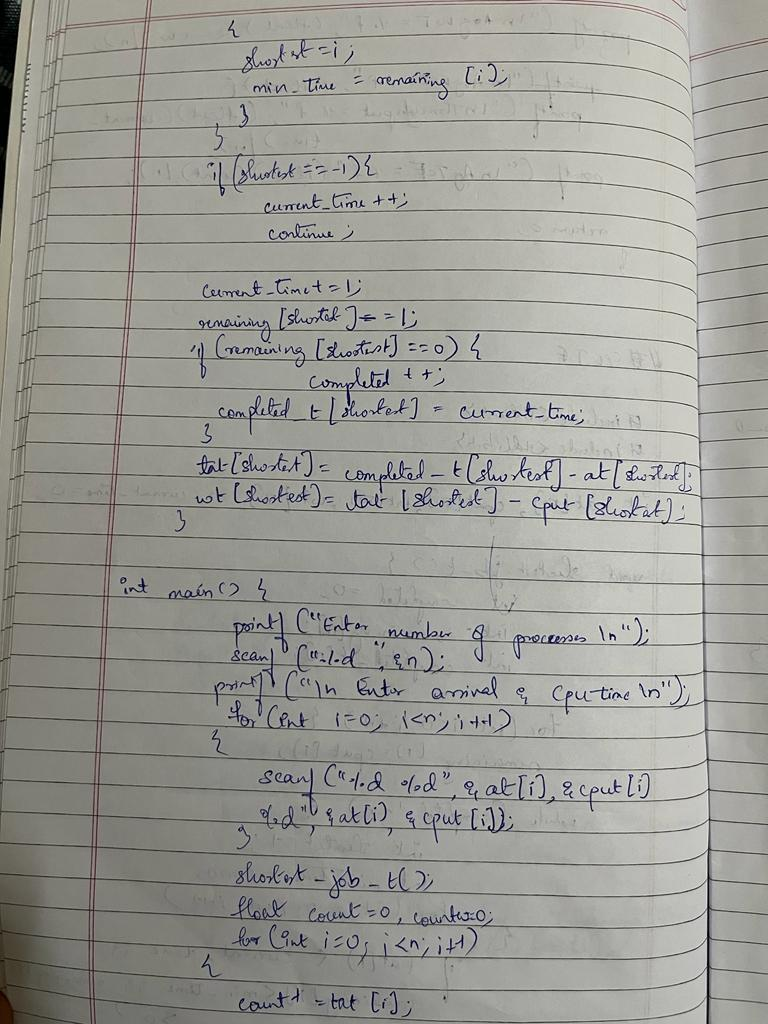 {
shortest = i;
min_time = remaining [i];
}
}
if (shortest == -1) {
current_time ++;
continue;
current_time + = 1;
remaining [shortest] - = 1;
if (remaining [shortest] == 0) {
completed ++;
completed_t [shortest] = current_time;
}
tat [shortest] = completed_t [shortest] - at [shortest];
wt [shortest] = tat [shortest] - cput [shortest];
}
int main () {
printf ("Enter number of processes \n");
scanf ("%d", &n);
printf ("\n Enter arrival & cpu-time \n");
for (int i=0; i<n; i++)
{
scanf ("%d %d", & at[i], & cput[i]
%d", & at[i], & cput [i]);
}
shortest_job_t();
float count=0, countw=0;
for (int i=0; i<n; i++)
{
count + = tat [i];